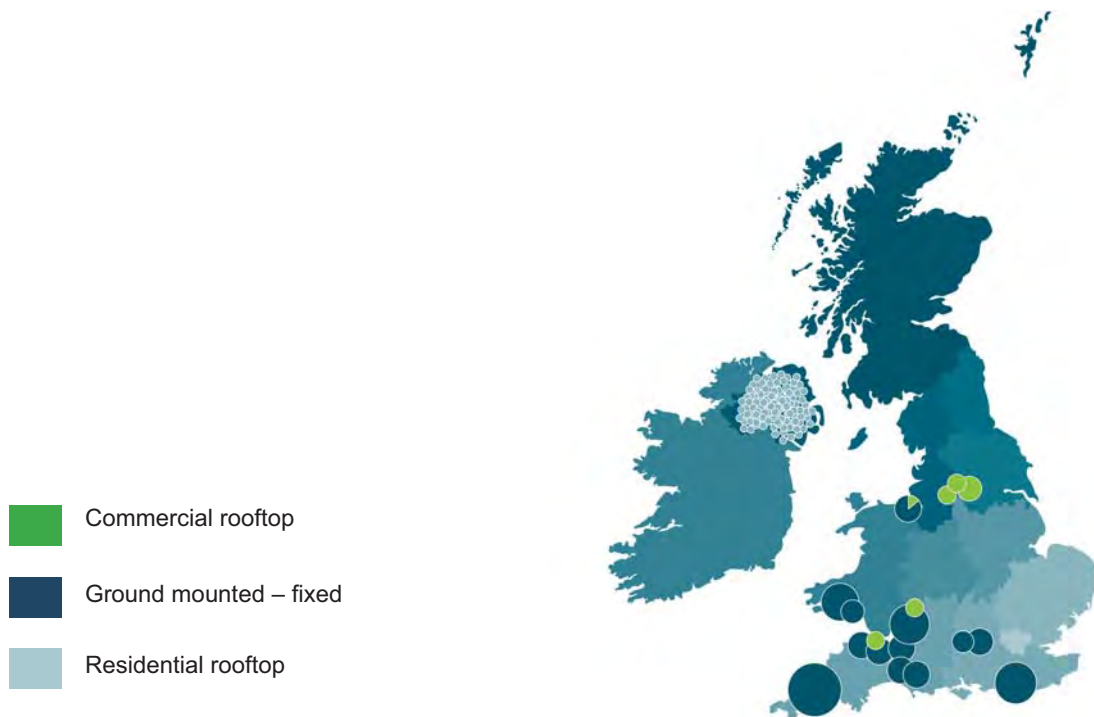 Commercial rooftop
Ground mounted – fixed
Residential rooftop